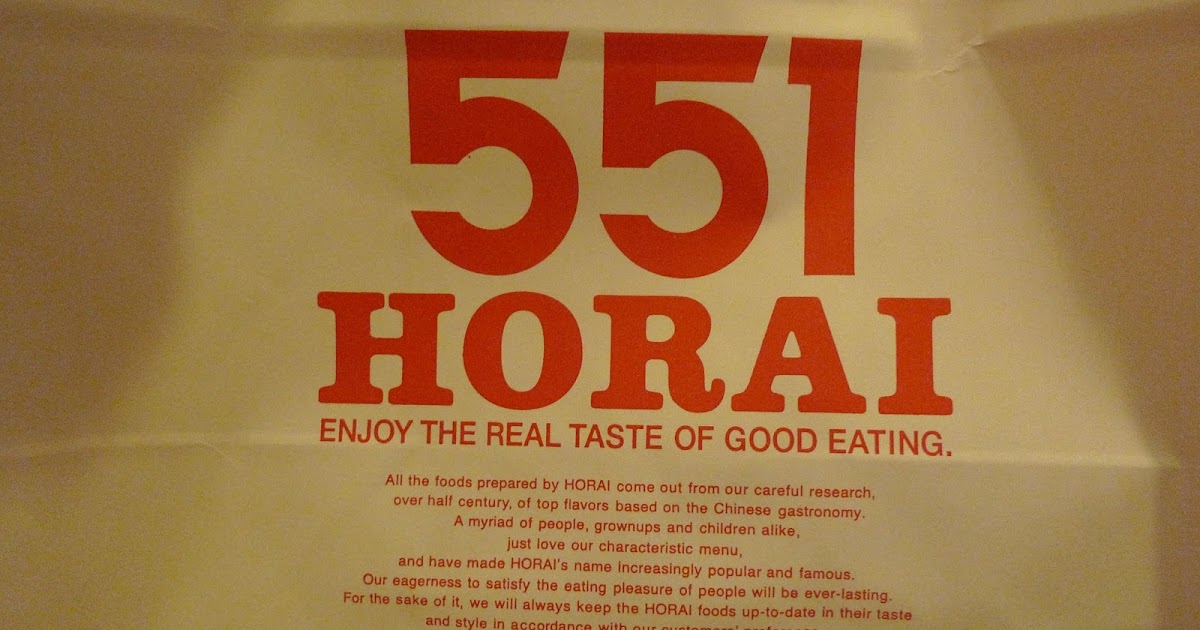 551
HORAI
ENJOY THE REAL TASTE OF GOOD EATING.
All the foods prepared by HORAI come out from our careful research,
over half century, of top flavors based on the Chinese gastronomy.
A myriad of people, grownups and children alike,
just love our characteristic menu,
and have made HORAI's name increasingly popular and famous.
Our eagerness to satisfy the eating pleasure of people will be ever-lasting.
For the sake of it, we will always keep the HORAI foods up-to-date in their taste
and style in accordance with our customers'